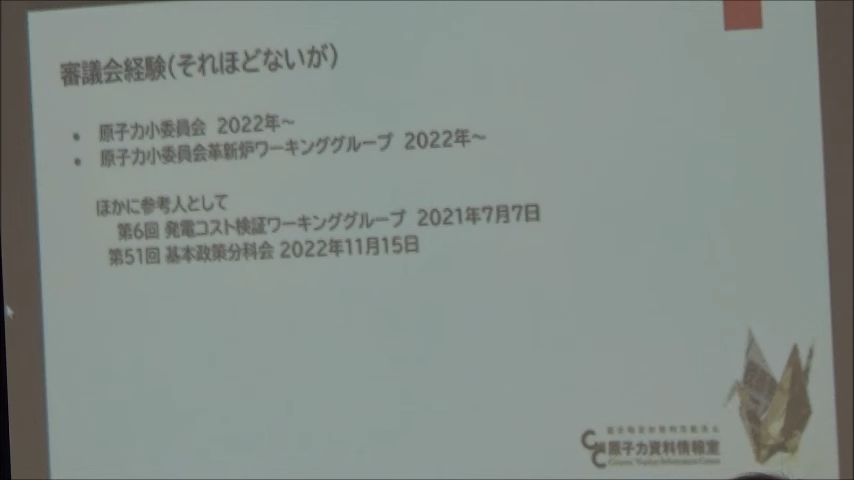 審議会経験(それほどないが)
• 原子力小委員会 2022年～
• 原子力小委員会革新炉ワーキンググループ 2022年～
ほかに参考人として
第6回 発電コスト検証ワーキンググループ 2021年7月7日
第51回 基本政策分科会 2022年11月15日
原子力資料情報室
Citizens' Nuclear Information Center